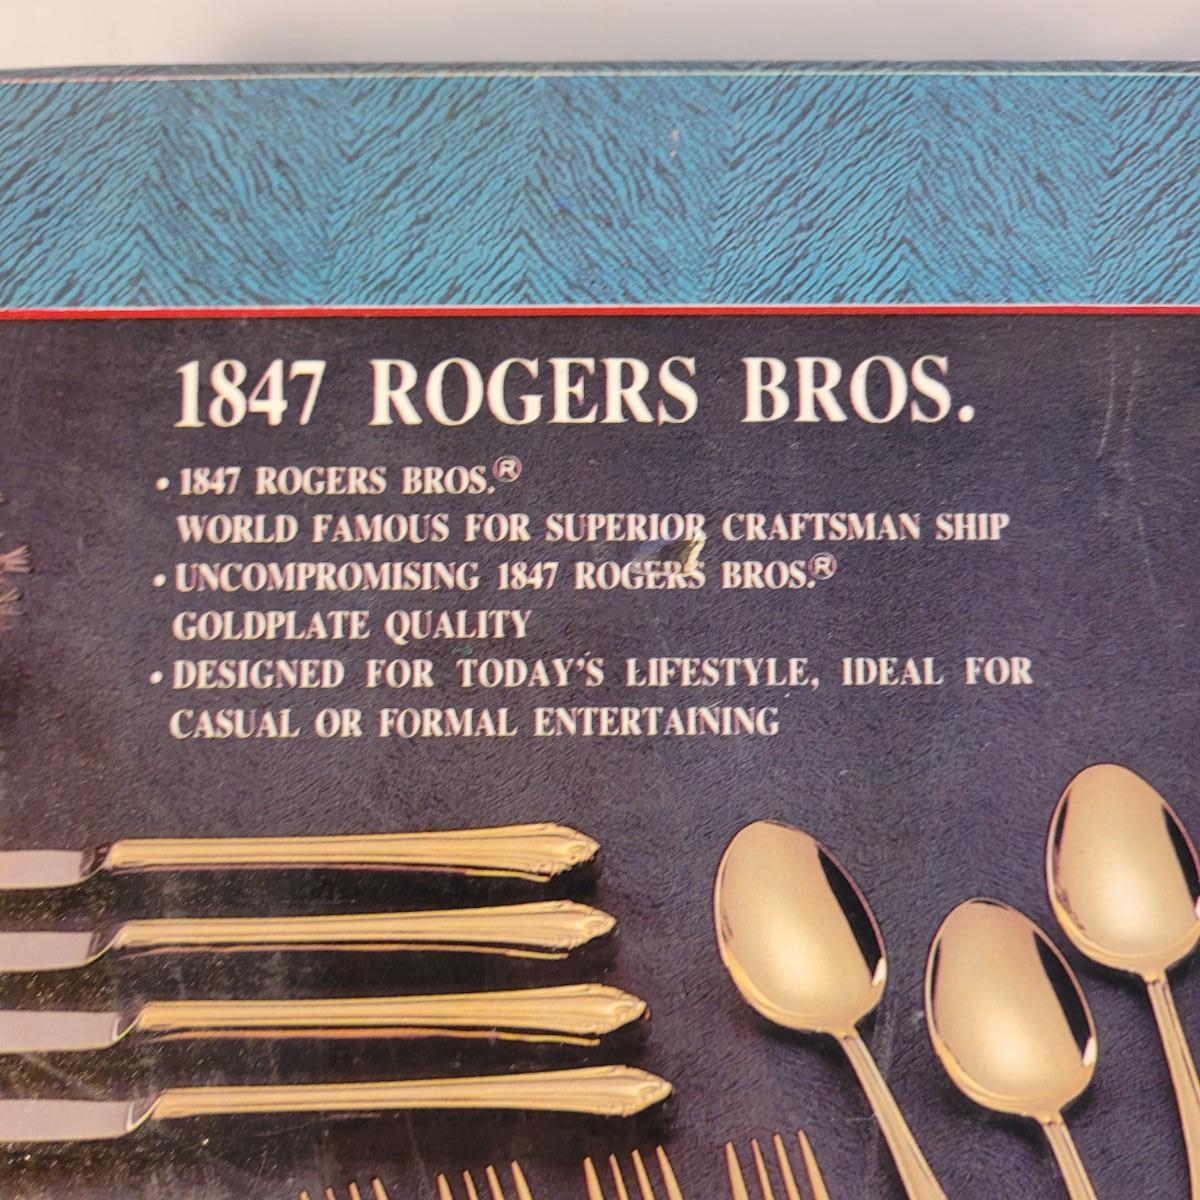 1847 ROGERS BROS.
• 1847 ROGERS BROS.®
WORLD FAMOUS FOR SUPERIOR CRAFTSMAN SHIP
• UNCOMPROMISING 1847 ROGERS BROS.®
GOLDPLATE QUALITY
• DESIGNED FOR TODAY'S LIFESTYLE, IDEAL FOR
CASUAL OR FORMAL ENTERTAINING